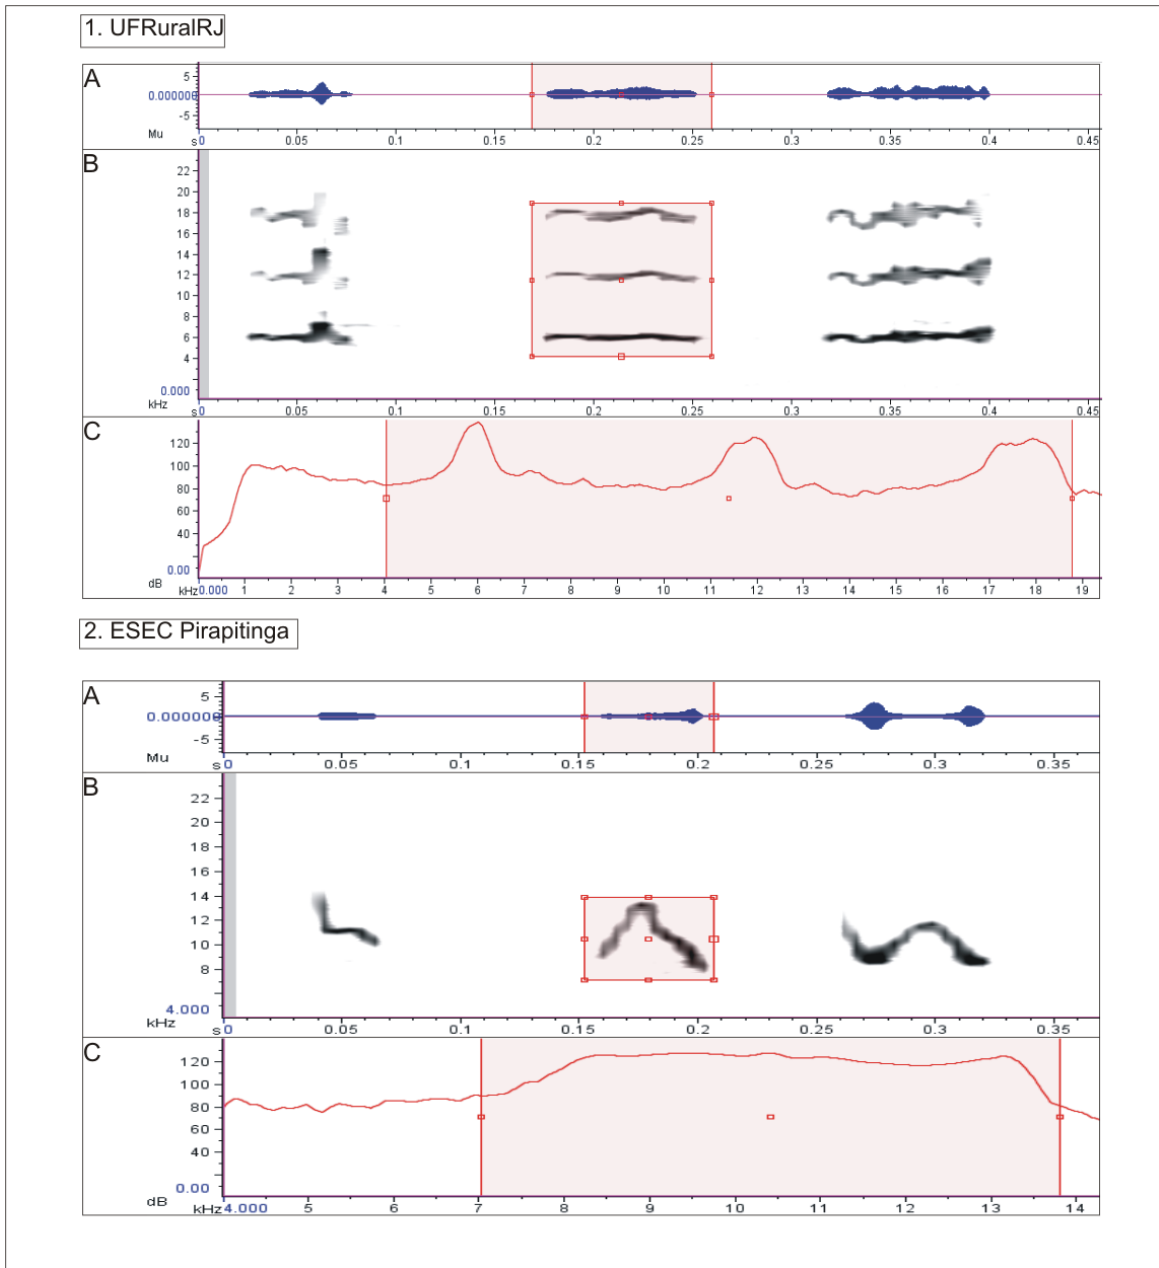 1. UFRuralRJ
A
5
0.000000
-5
Mu
s 0 0.05 0.1 0.15 0.2 0.25 0.3 0.35 0.4 0.45
B
22
20
18
16
14
12
10
8
6
4
0.000
kHz
s 0 0.05 0.1 0.15 0.2 0.25 0.3 0.35 0.4 0.45
C
120
100
80
60
40
0.00
dB
kHz 0.000 1 2 3 4 5 6 7 8 9 10 11 12 13 14 15 16 17 18 19
2. ESEC Pirapitinga
A
5
0.000000
-5
Mu
s 0 0.05 0.1 0.15 0.2 0.25 0.3 0.35
B
22
20
18
16
14
12
10
8
4.000
kHz
s 0 0.05 0.1 0.15 0.2 0.25 0.3 0.35
C
120
100
80
60
40
0.00
dB
kHz 4.000 5 6 7 8 9 10 11 12 13 14